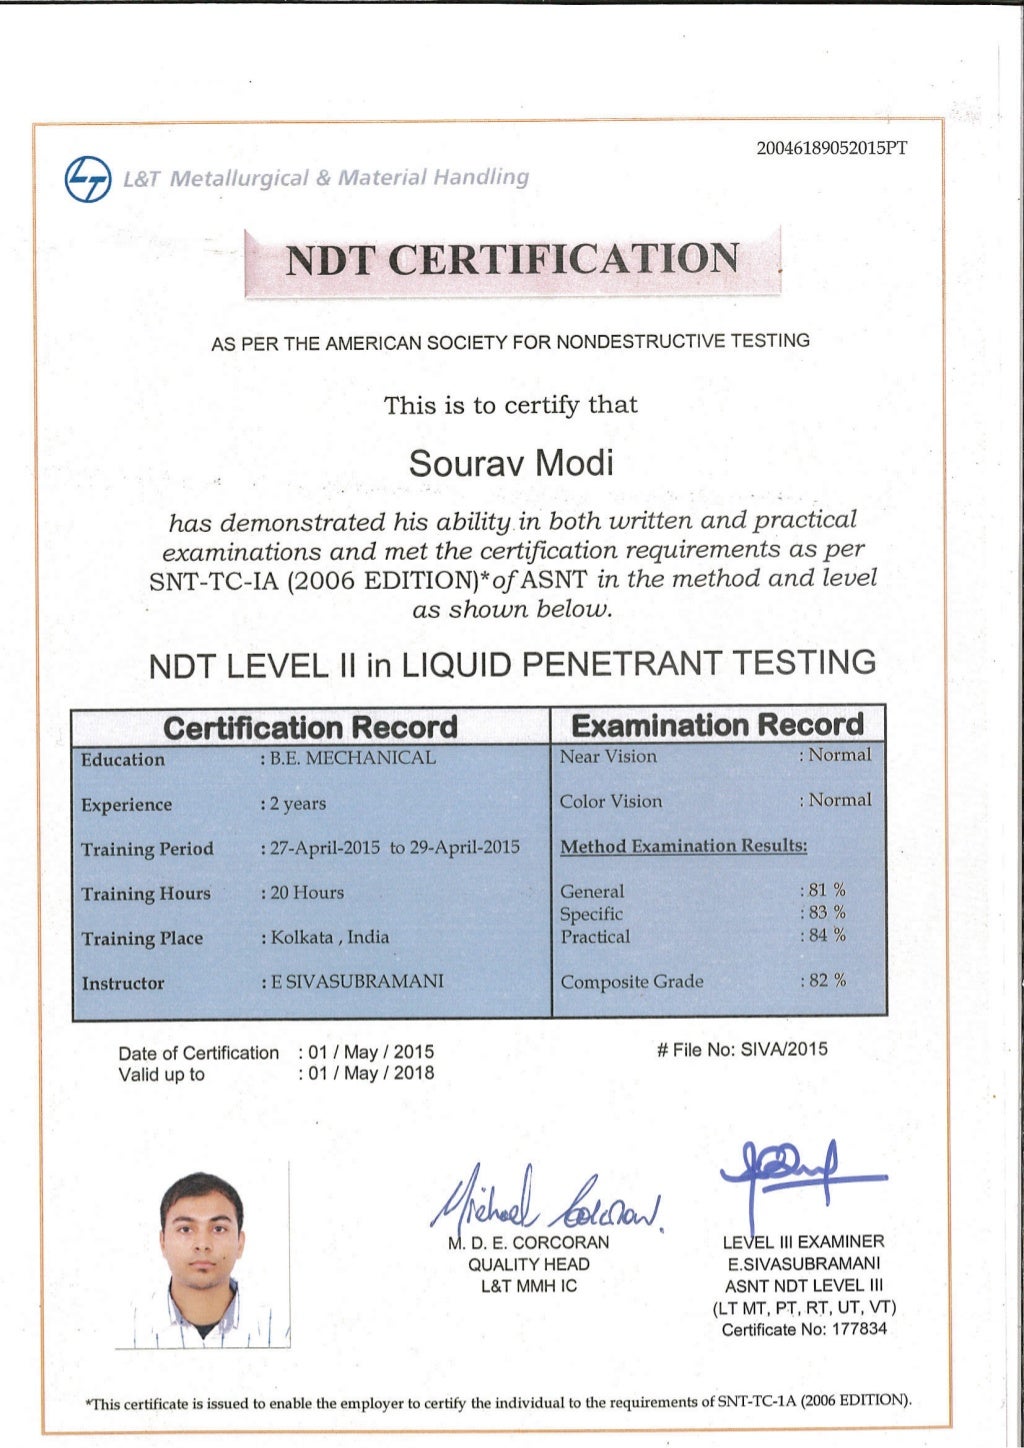 20046189052015PT
LT L&T Metallurgical & Material Handling
NDT CERTIFICATION
AS PER THE AMERICAN SOCIETY FOR NONDESTRUCTIVE TESTING
This is to certify that
Sourav Modi
has demonstrated his ability in both written and practical
examinations and met the certification requirements as per
SNT-TC-IA (2006 EDITION)* of ASNT in the method and level
as shown below.
NDT LEVEL II in LIQUID PENETRANT TESTING
Certification Record
Education : B.E. MECHANICAL
Experience : 2 years
Training Period : 27-April-2015 to 29-April-2015
Training Hours : 20 Hours
Training Place : Kolkata , India
Instructor : E SIVASUBRAMANI
Examination Record
Near Vision : Normal
Color Vision : Normal
Method Examination Results:
General : 81 %
Specific : 83 %
Practical : 84 %
Composite Grade : 82 %
Date of Certification : 01 / May / 2015
Valid up to : 01 / May / 2018
# File No: SIVA/2015
Michael Corcoran.
M. D. E. CORCORAN
QUALITY HEAD
L&T MMH IC
LEVEL III EXAMINER
E.SIVASUBRAMANI
ASNT NDT LEVEL III
(LT MT, PT, RT, UT, VT)
Certificate No: 177834
*This certificate is issued to enable the employer to certify the individual to the requirements of SNT-TC-1A (2006 EDITION).